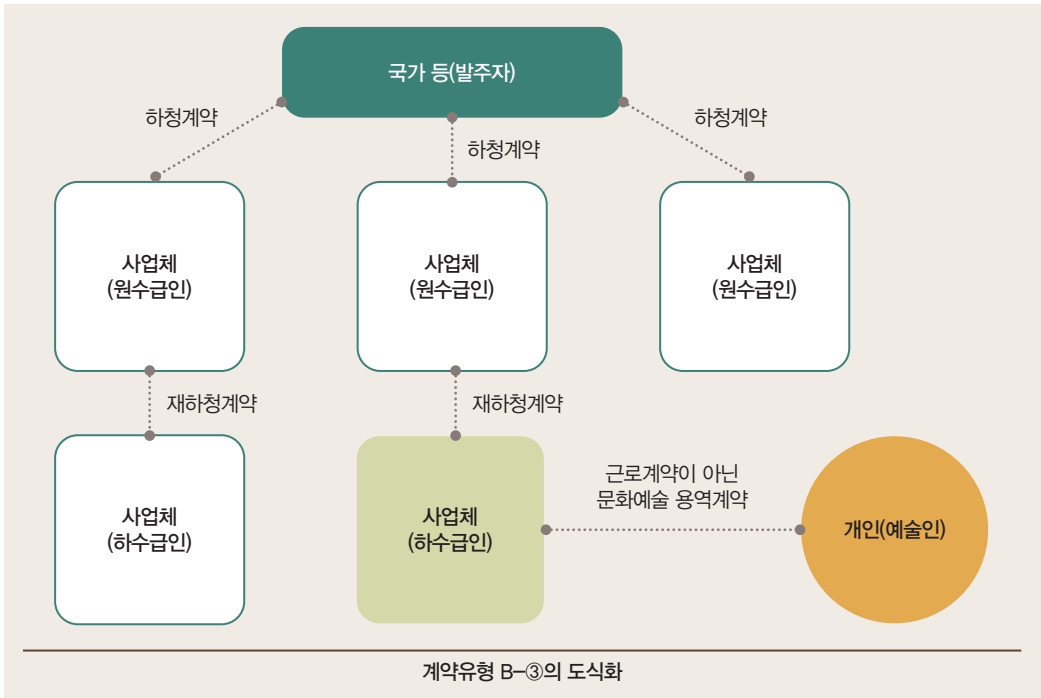 국가 등(발주자)
하청계약
하청계약
하청계약
사업체
(원수급인)
사업체
(원수급인)
사업체
(원수급인)
재하청계약
재하청계약
사업체
(하수급인)
사업체
(하수급인)
근로계약이 아닌
문화예술 용역계약
개인(예술인)
계약유형 B-③의 도식화